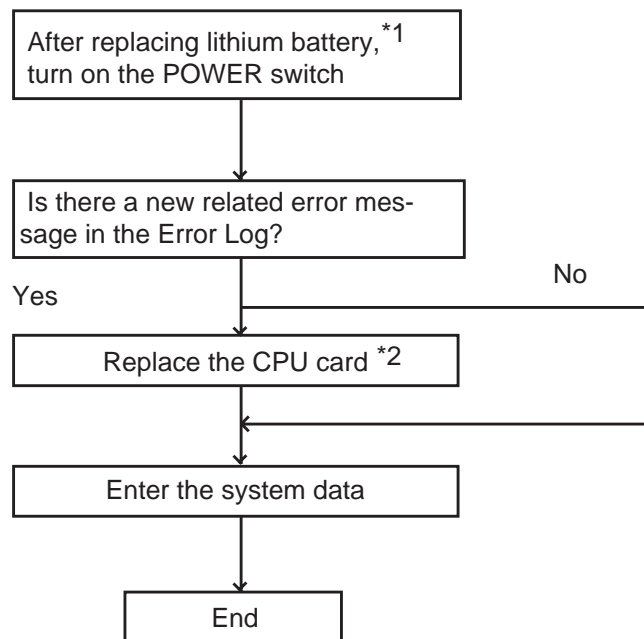 After replacing lithium battery,*1
turn on the POWER switch
Is there a new related error mes-
sage in the Error Log?
No
Yes
Replace the CPU card *2
Enter the system data
End